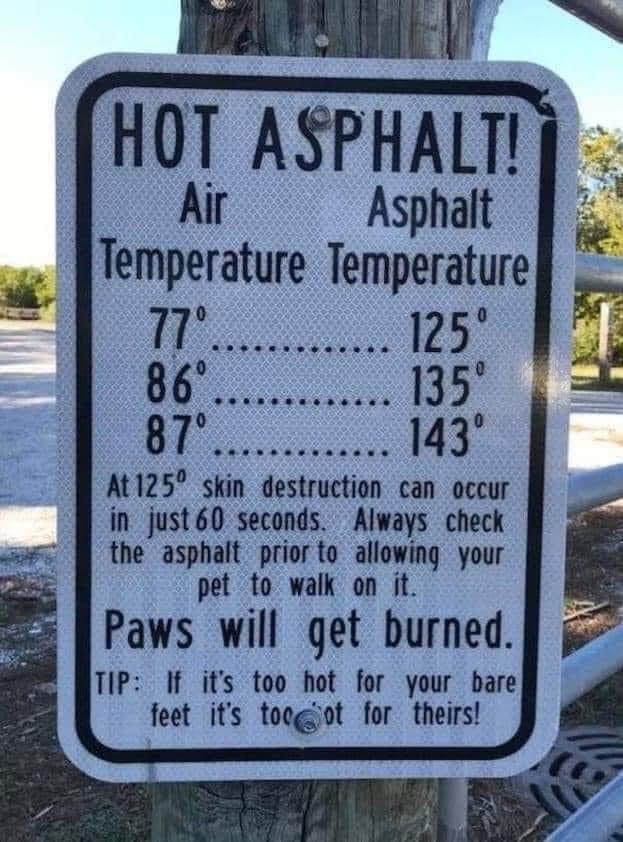 HOT ASPHALT!
Air Asphalt
Temperature Temperature
77°............. 125°
86°............. 135°
87°............. 143°
At 125° skin destruction can occur
in just 60 seconds. Always check
the asphalt prior to allowing your
pet to walk on it.
Paws will get burned.
TIP: If it's too hot for your bare
feet it's too hot for theirs!